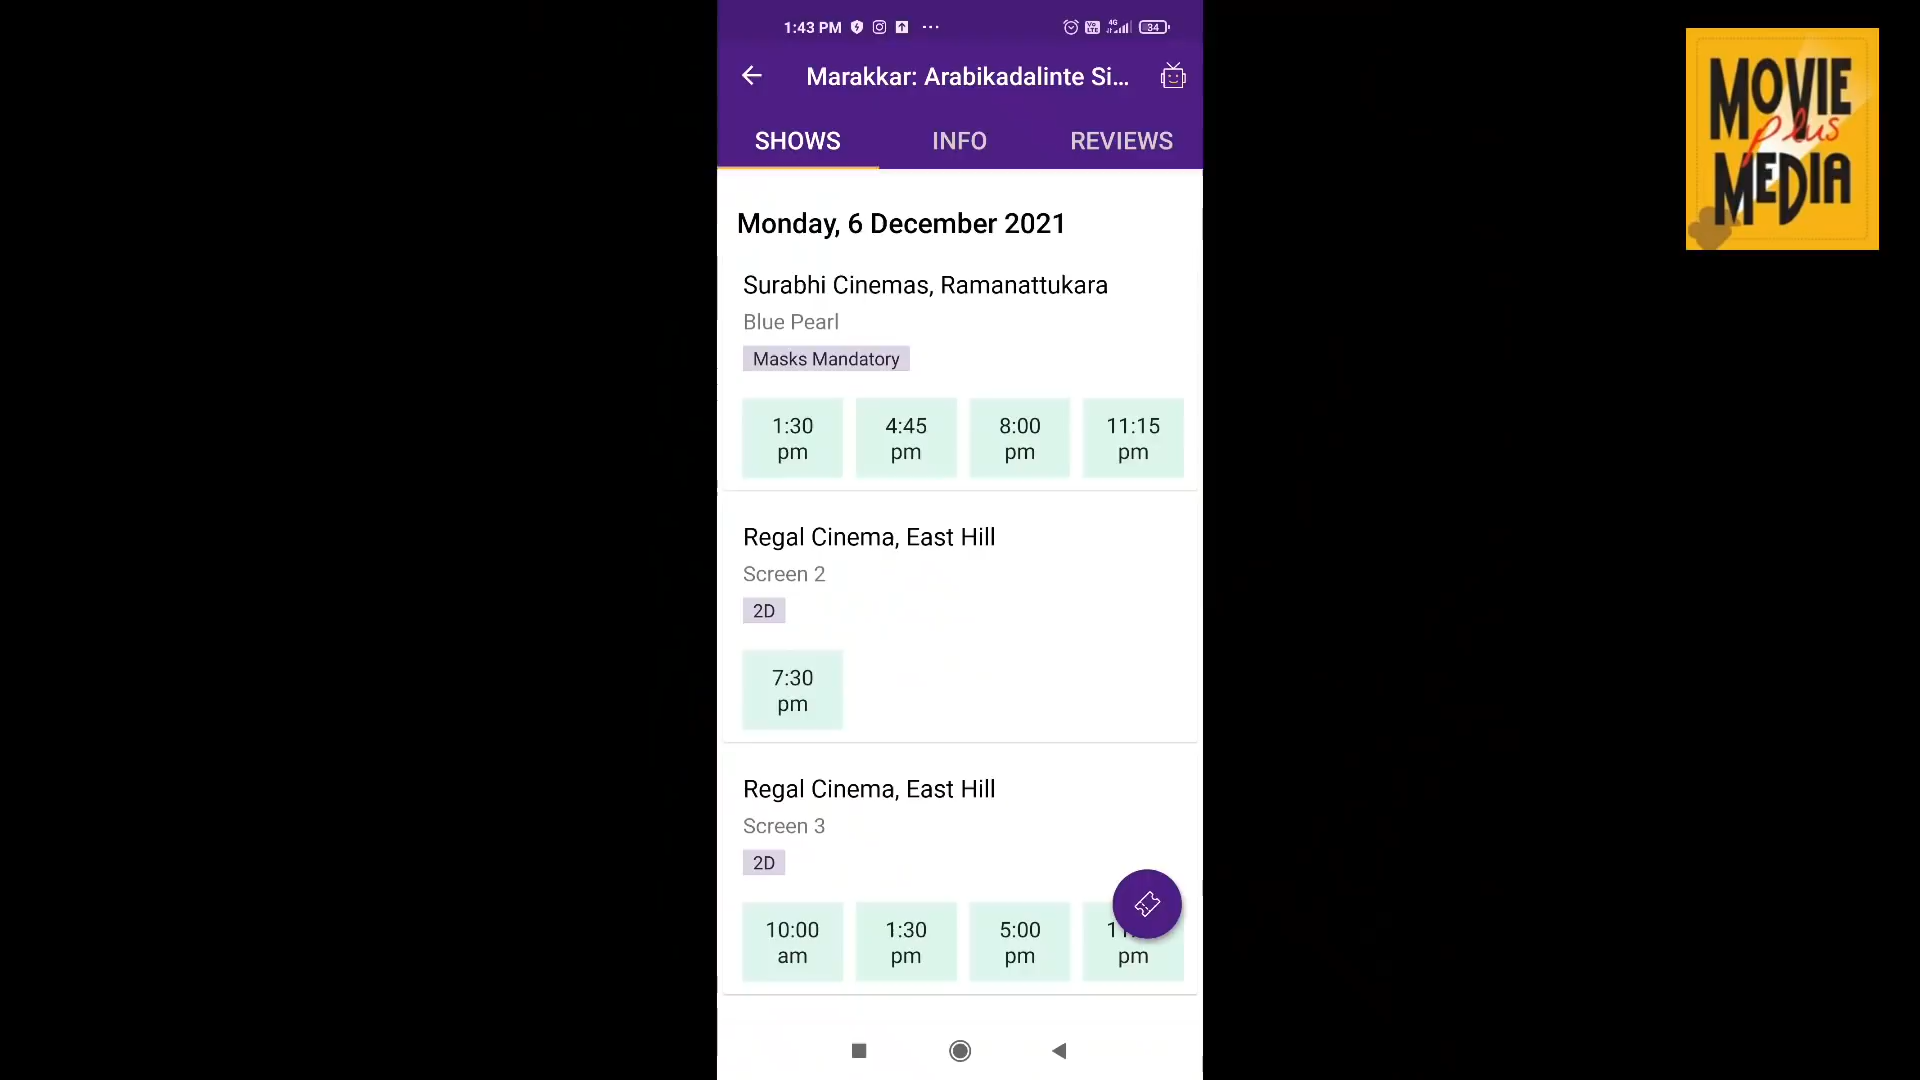 1:43 PM
4G
34
Marakkar: Arabikadalinte Si...
SHOWS INFO REVIEWS
Monday, 6 December 2021
Surabhi Cinemas, Ramanattukara
Blue Pearl
Masks Mandatory
1:30 pm
4:45 pm
8:00 pm
11:15 pm
Regal Cinema, East Hill
Screen 2
2D
7:30 pm
Regal Cinema, East Hill
Screen 3
2D
10:00 am
1:30 pm
5:00 pm
pm
MOVIE
plus
MEDIA